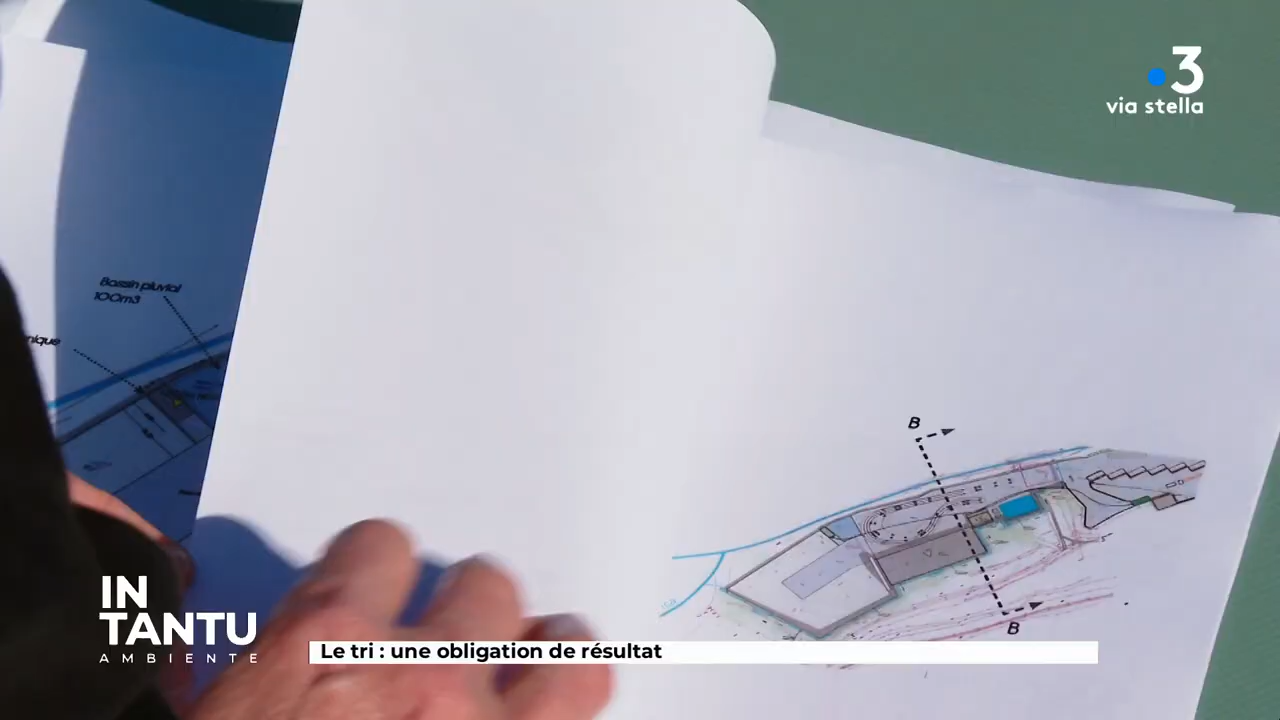 3
via stella
Bassin pluvial
100m3
nique
B
B
IN
TANTU
AMBIENTE
Le tri : une obligation de résultat